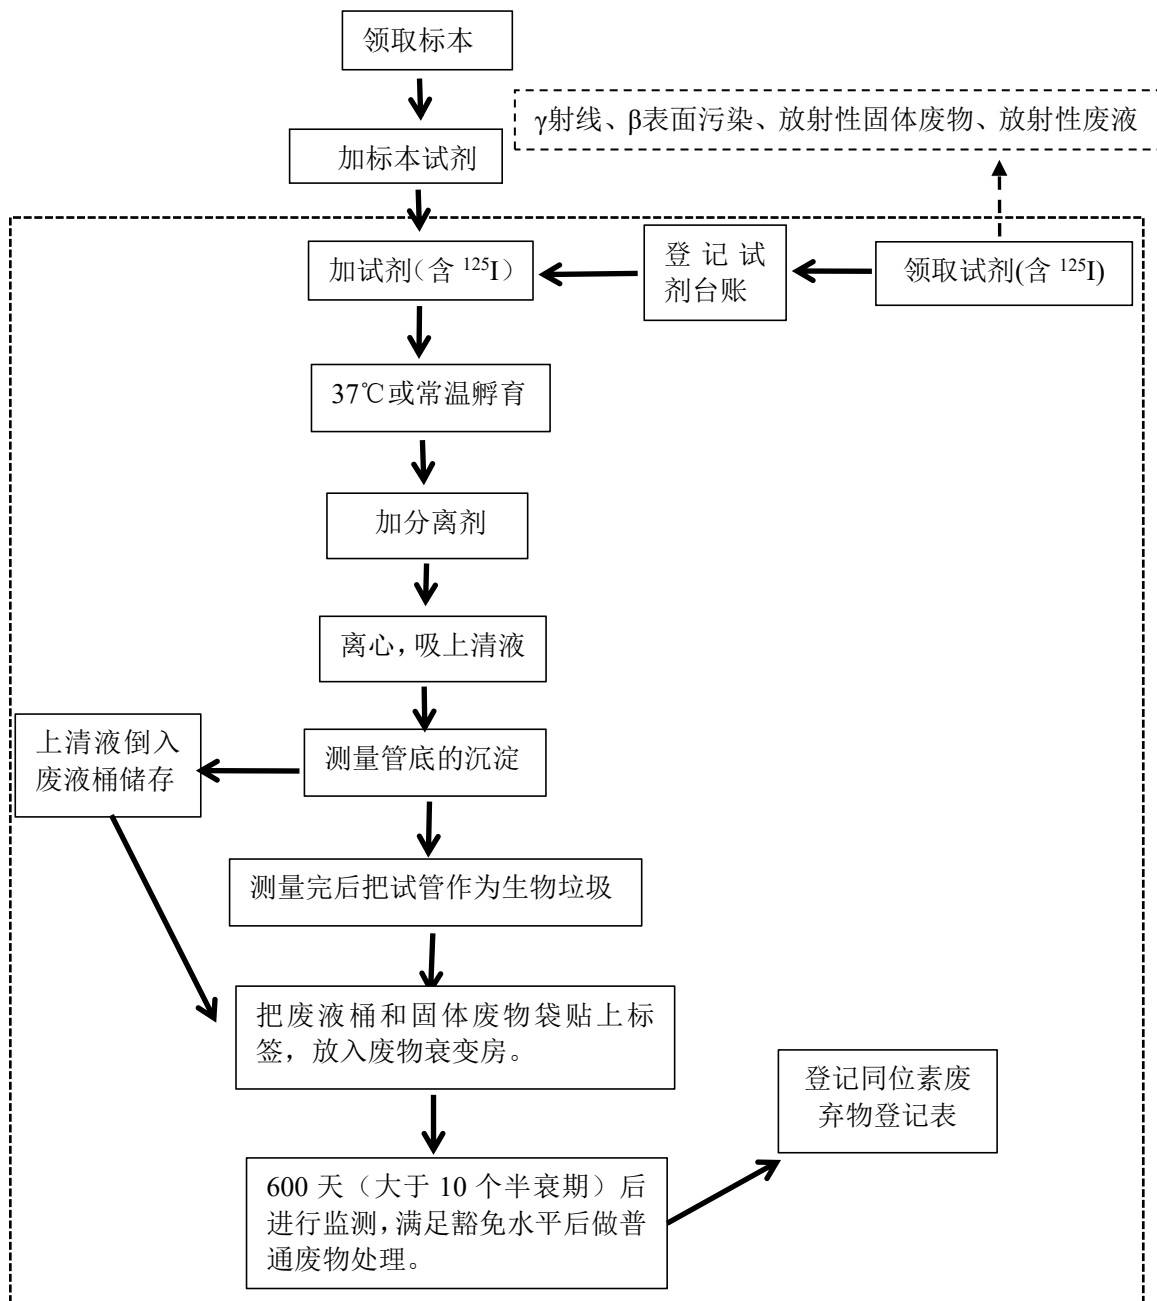 领取标本
γ射线、β表面污染、放射性固体废物、放射性废液
加标本试剂
加试剂（含 ¹²⁵I）
登记试
剂台账
领取试剂(含 ¹²⁵I)
37℃或常温孵育
加分离剂
离心，吸上清液
上清液倒入
废液桶储存
测量管底的沉淀
测量完后把试管作为生物垃圾
把废液桶和固体废物袋贴上标
签，放入废物衰变房。
登记同位素废
弃物登记表
600 天（大于 10 个半衰期）后
进行监测，满足豁免水平后做普
通废物处理。